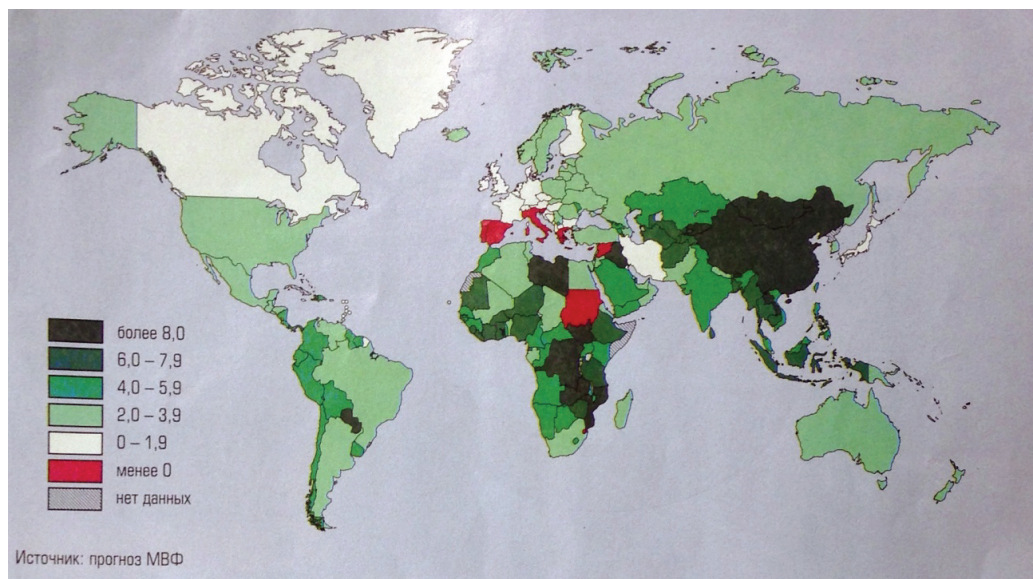 более 8,0
6,0 – 7,9
4,0 – 5,9
2,0 – 3,9
0 – 1,9
менее 0
нет данных
Источник: прогноз МВФ